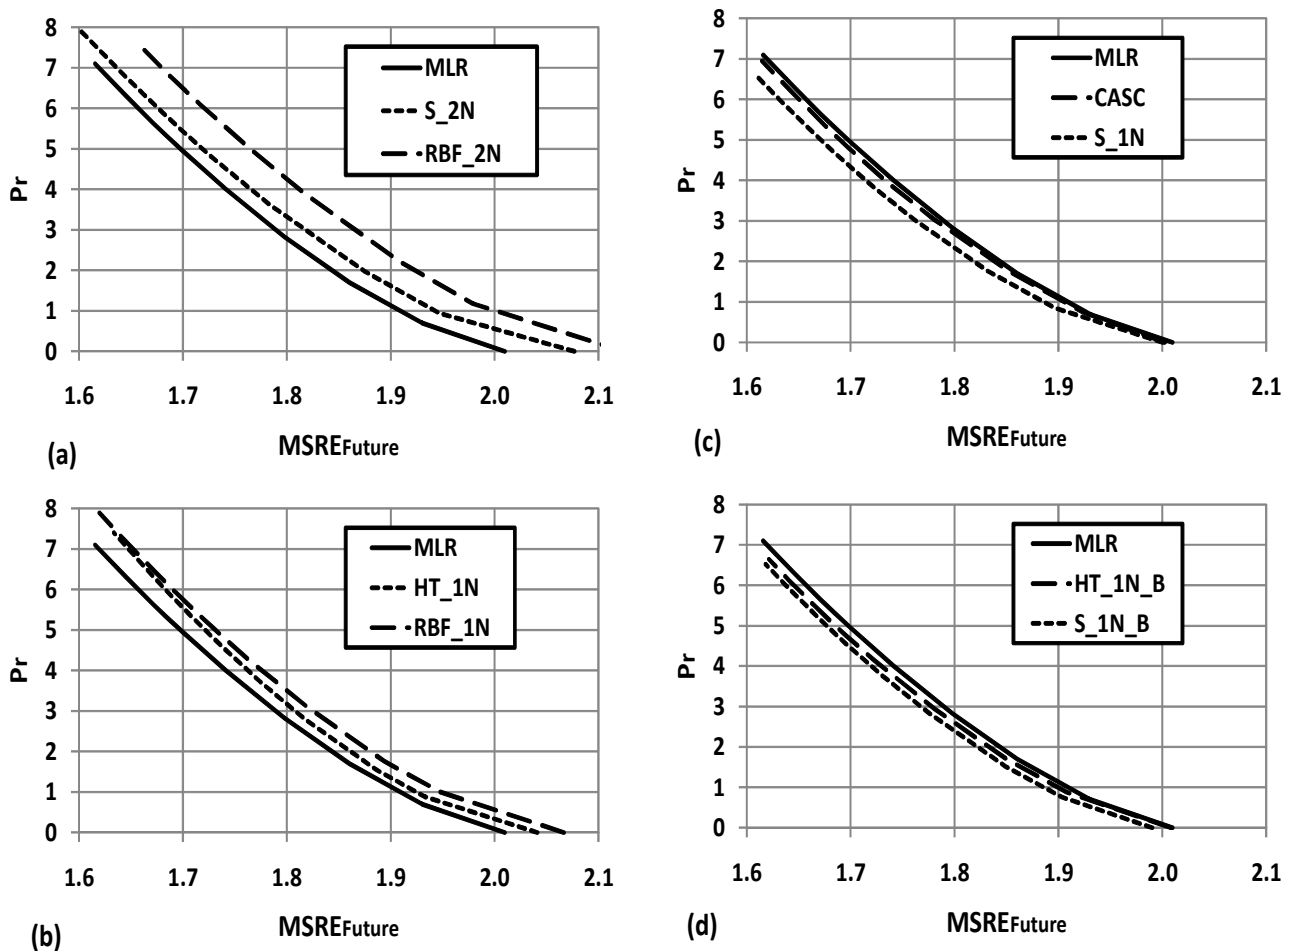 8
7
6
5
4
3
2
1
0
Pr
MLR
S_2N
RBF_2N
1.6 1.7 1.8 1.9 2.0 2.1
(a)
MSREFuture
8
7
6
5
4
3
2
1
0
Pr
MLR
CASC
S_1N
1.6 1.7 1.8 1.9 2.0 2.1
(c)
MSREFuture
8
7
6
5
4
3
2
1
0
Pr
MLR
HT_1N
RBF_1N
1.6 1.7 1.8 1.9 2.0 2.1
(b)
MSREFuture
8
7
6
5
4
3
2
1
0
Pr
MLR
HT_1N_B
S_1N_B
1.6 1.7 1.8 1.9 2.0 2.1
(d)
MSREFuture